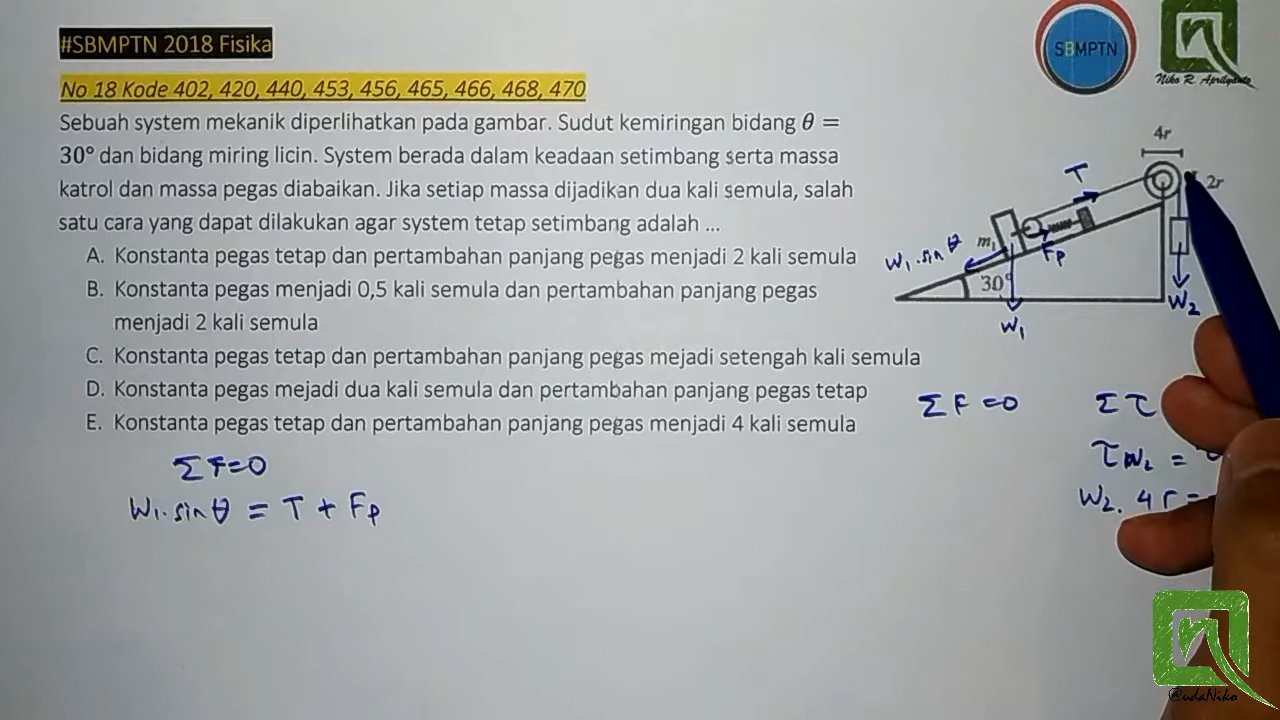 #SBMPTN 2018 Fisika
SBMPTN
Niko R. Aprilyanto
No 18 Kode 402, 420, 440, 453, 456, 465, 466, 468, 470
Sebuah system mekanik diperlihatkan pada gambar. Sudut kemiringan bidang θ =
30° dan bidang miring licin. System berada dalam keadaan setimbang serta massa
katrol dan massa pegas diabaikan. Jika setiap massa dijadikan dua kali semula, salah
satu cara yang dapat dilakukan agar system tetap setimbang adalah ...
A. Konstanta pegas tetap dan pertambahan panjang pegas menjadi 2 kali semula
B. Konstanta pegas menjadi 0,5 kali semula dan pertambahan panjang pegas
menjadi 2 kali semula
C. Konstanta pegas tetap dan pertambahan panjang pegas mejadi setengah kali semula
D. Konstanta pegas mejadi dua kali semula dan pertambahan panjang pegas tetap
E. Konstanta pegas tetap dan pertambahan panjang pegas menjadi 4 kali semula
4r
T
2r
m₁
W₁.sin θ
Fp
30°
W₂
W₁
Σ F = 0
Σ τ
τ W₂ =
W₂. 4 r =
Σ F = 0
W₁.sin θ = T + Fp
@udaNiko